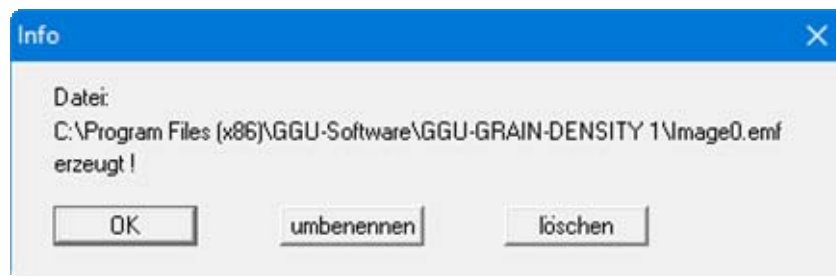 Info
Datei:
C:\Program Files (x86)\GGU-Software\GGU-GRAIN-DENSITY 1\Image0.emf
erzeugt !
OK umbenennen löschen